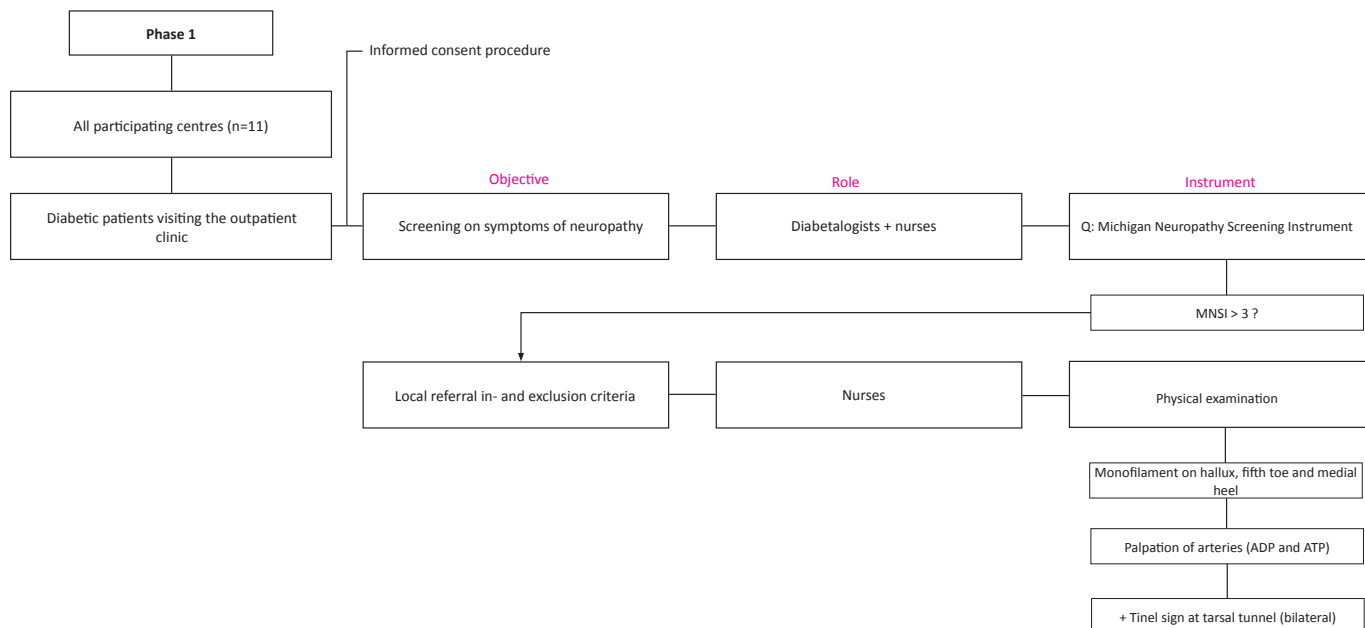 Phase 1
Informed consent procedure
All participating centres (n=11)
Objective
Role
Instrument
Diabetic patients visiting the outpatient
clinic
Screening on symptoms of neuropathy
Diabetalogists + nurses
Q: Michigan Neuropathy Screening Instrument
MNSI > 3 ?
Local referral in- and exclusion criteria
Nurses
Physical examination
Monofilament on hallux, fifth toe and medial
heel
Palpation of arteries (ADP and ATP)
+ Tinel sign at tarsal tunnel (bilateral)